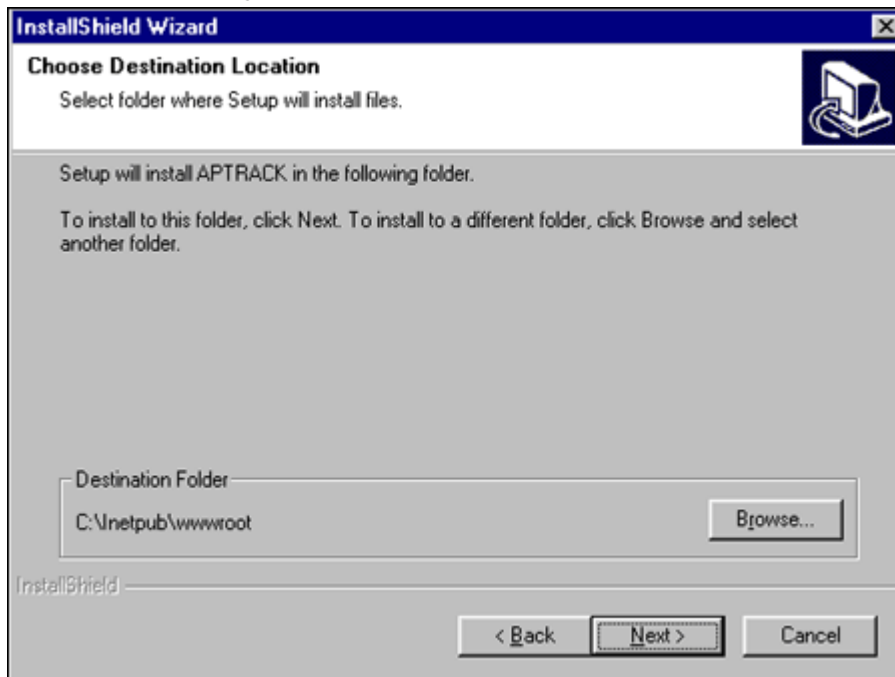 InstallShield Wizard
Choose Destination Location
Select folder where Setup will install files.
Setup will install APTRACK in the following folder.
To install to this folder, click Next. To install to a different folder, click Browse and select
another folder.
Destination Folder
C:\Inetpub\wwwroot
Browse...
InstallShield
< Back
Next >
Cancel